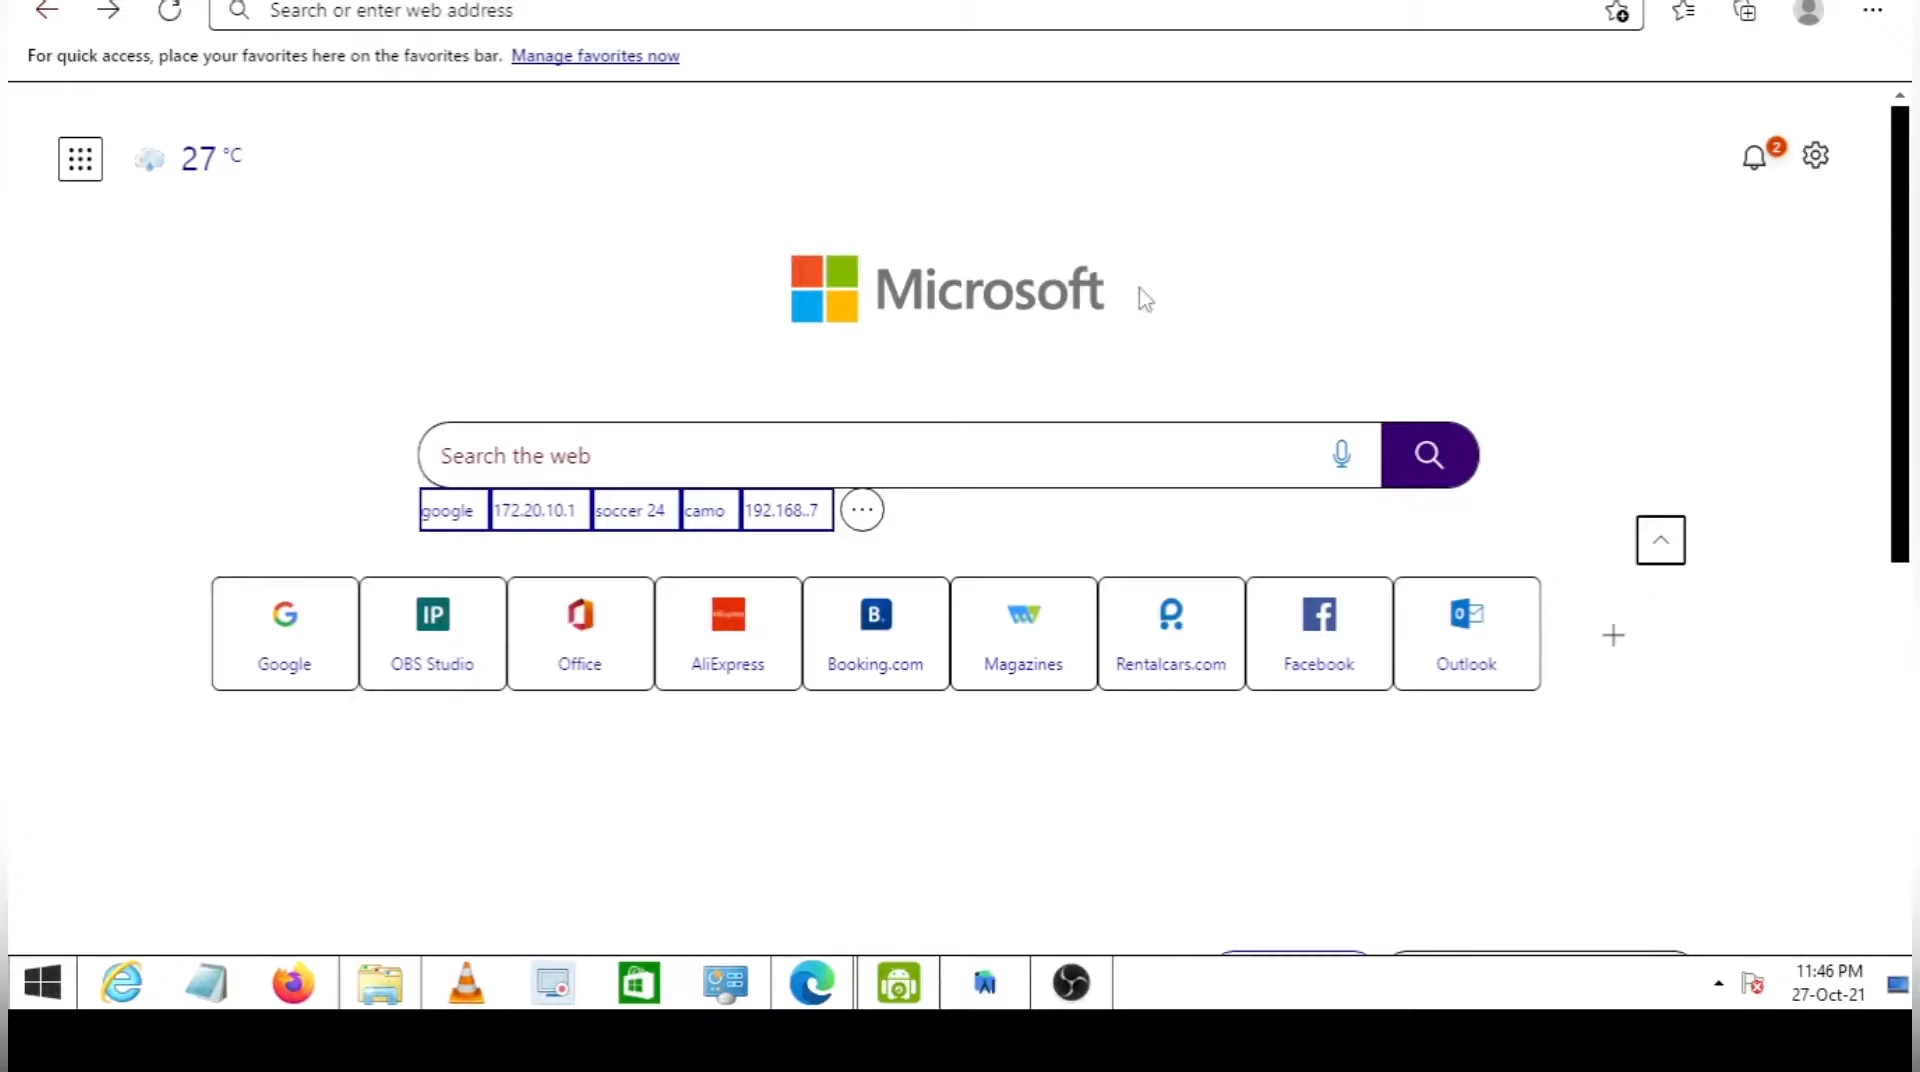 Search or enter web address
For quick access, place your favorites here on the favorites bar. Manage favorites now
27 °C
2
Microsoft
Search the web
google 172.20.10.1 soccer 24 camo 192.168..7
IP B.
Google OBS Studio Office AliExpress Booking.com Magazines Rentalcars.com Facebook Outlook
11:46 PM
27-Oct-21